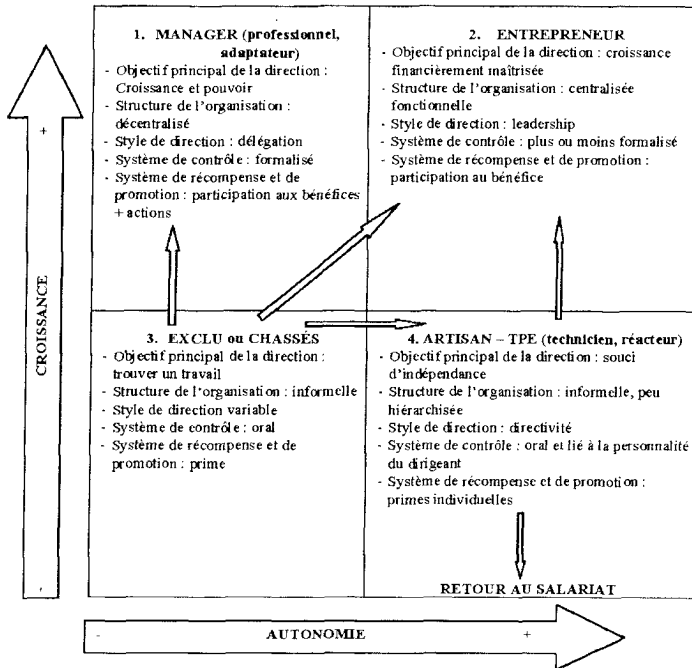 1. MANAGER (professionnel,
adaptateur)
- Objectif principal de la direction :
Croissance et pouvoir
- Structure de l'organisation :
décentralisé
- Style de direction : délégation
- Système de contrôle : formalisé
- Système de récompense et de
promotion : participation aux bénéfices
+ actions
2. ENTREPRENEUR
- Objectif principal de la direction : croissance
financièrement maîtrisée
- Structure de l'organisation : centralisée
fonctionnelle
- Style de direction : leadership
- Système de contrôle : plus ou moins formalisé
- Système de récompense et de promotion :
participation au bénéfice
+
CROISSANCE
-
3. EXCLU ou CHASSÉS
- Objectif principal de la direction :
trouver un travail
- Structure de l'organisation : informelle
- Style de direction variable
- Système de contrôle : oral
- Système de récompense et de
promotion : prime
4. ARTISAN – TPE (technicien, réacteur)
- Objectif principal de la direction : souci
d'indépendance
- Structure de l'organisation : informelle, peu
hiérarchisée
- Style de direction : directivité
- Système de contrôle : oral et lié à la personnalité
du dirigeant
- Système de récompense et de promotion :
primes individuelles
RETOUR AU SALARIAT
- AUTONOMIE +